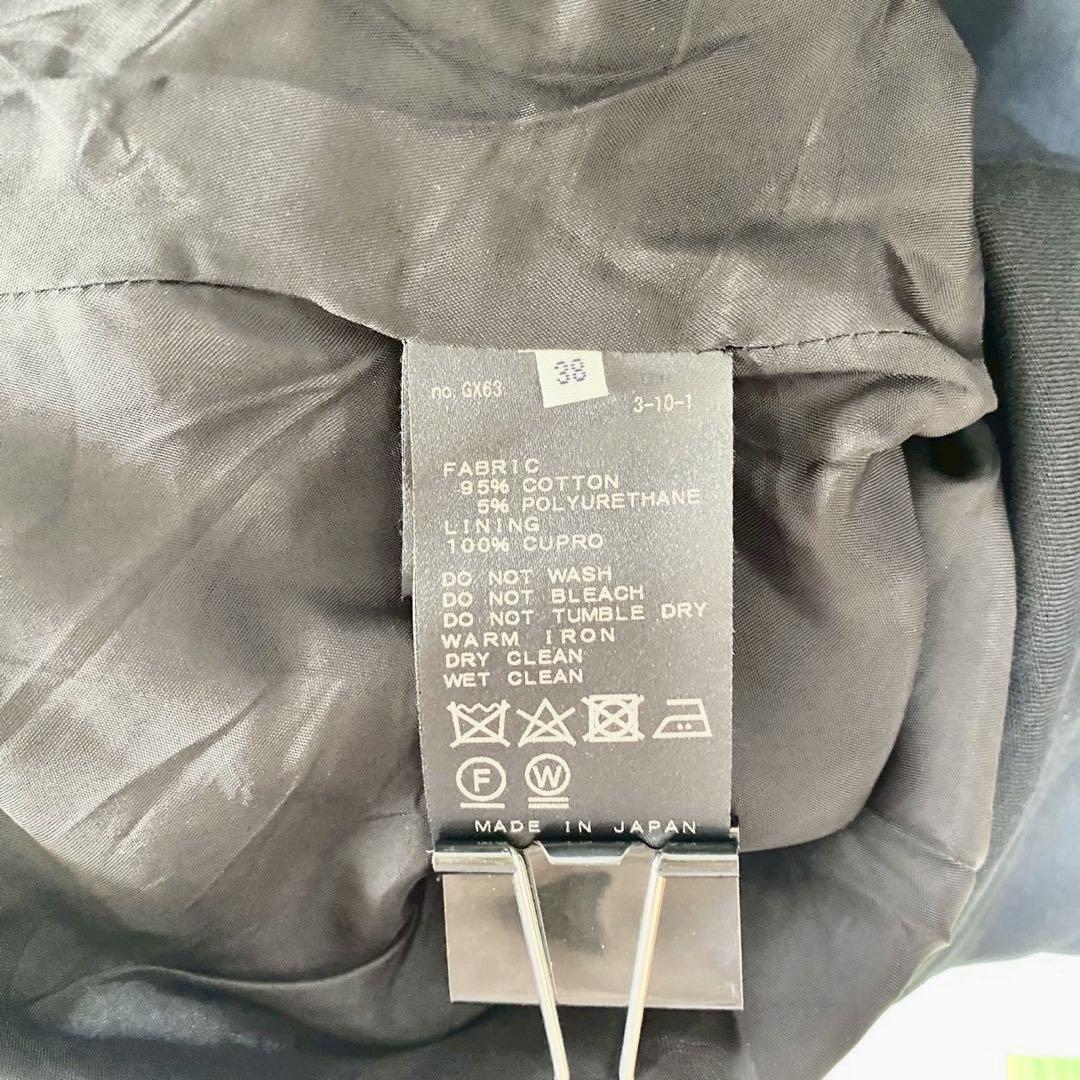 38
no. GX63
3-10-1
FABRIC
95% COTTON
5% POLYURETHANE
LINING
100% CUPRO
DO NOT WASH
DO NOT BLEACH
DO NOT TUMBLE DRY
WARM IRON
DRY CLEAN
WET CLEAN
F W
MADE IN JAPAN